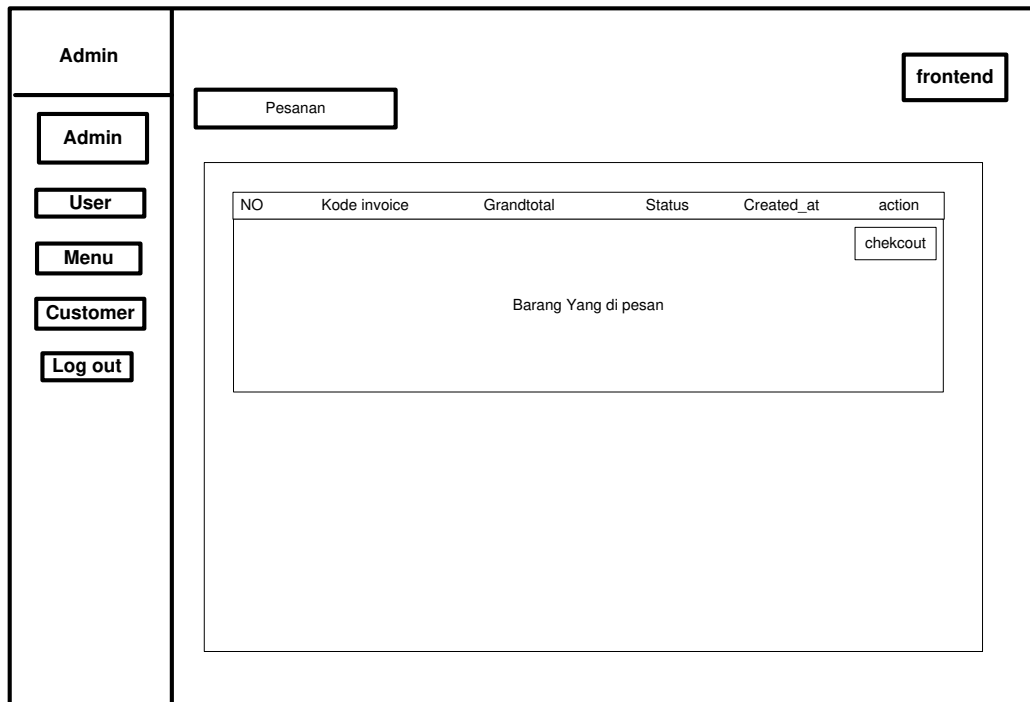 Admin
frontend
Pesanan
Admin
User
Menu
Customer
Log out
NO Kode invoice Grandtotal Status Created_at action
chekcout
Barang Yang di pesan